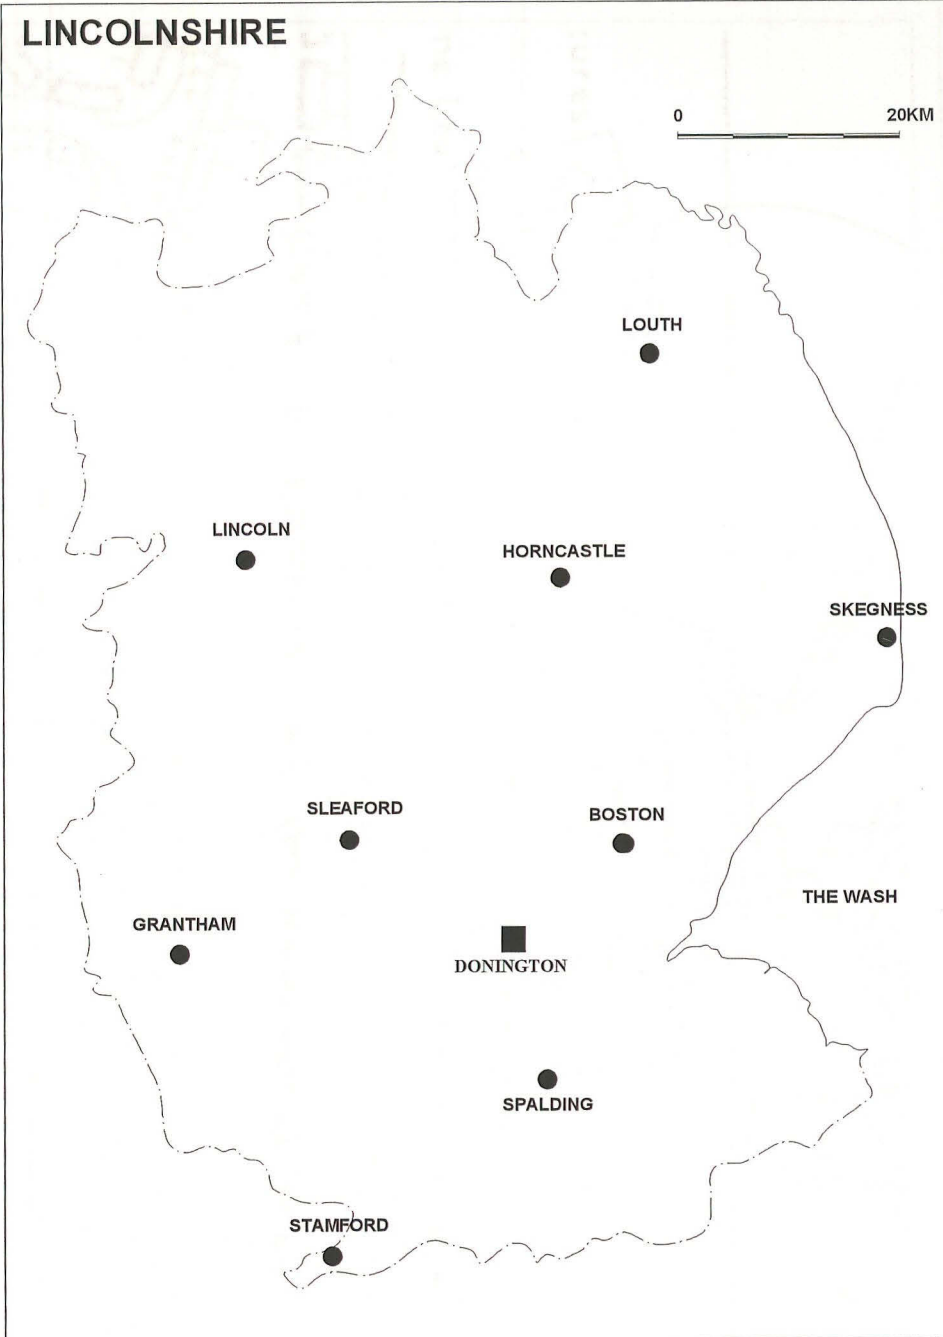 LINCOLNSHIRE
0 20KM
LOUTH
LINCOLN
HORNCASTLE
SKEGNESS
SLEAFORD
BOSTON
THE WASH
GRANTHAM
DONINGTON
SPALDING
STAMFORD